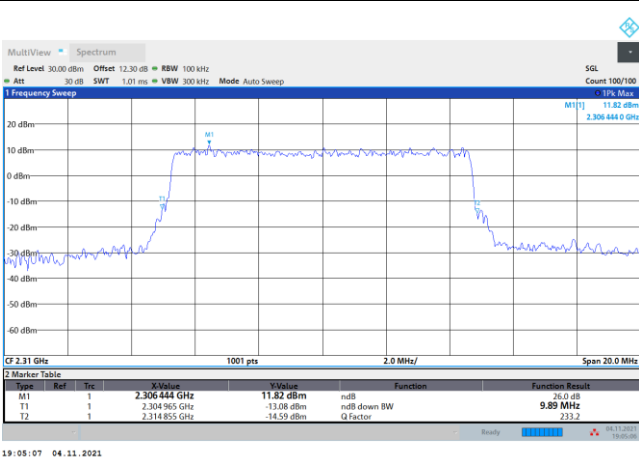 MultiView Spectrum
Ref Level 30.00 dBm Offset 12.30 dB RBW 100 kHz SGL
Att 30 dB SWT 1.01 ms VBW 300 kHz Mode Auto Sweep Count 100/100
1 Frequency Sweep 1Pk Max
M1[1] 11.82 dBm
2.306 444 0 GHz
20 dBm
M1
10 dBm
0 dBm
T1
-10 dBm
T2
-20 dBm
-30 dBm
-40 dBm
-50 dBm
-60 dBm
CF 2.31 GHz 1001 pts 2.0 MHz/ Span 20.0 MHz
2 Marker Table
Type Ref Trc X-Value Y-Value Function Function Result
M1 1 2.306 444 GHz 11.82 dBm ndB 26.0 dB
T1 1 2.304 965 GHz -13.08 dBm ndB down BW 9.89 MHz
T2 1 2.314 855 GHz -14.59 dBm Q Factor 233.2
Ready 04.11.2021
19:05:06
19:05:07 04.11.2021